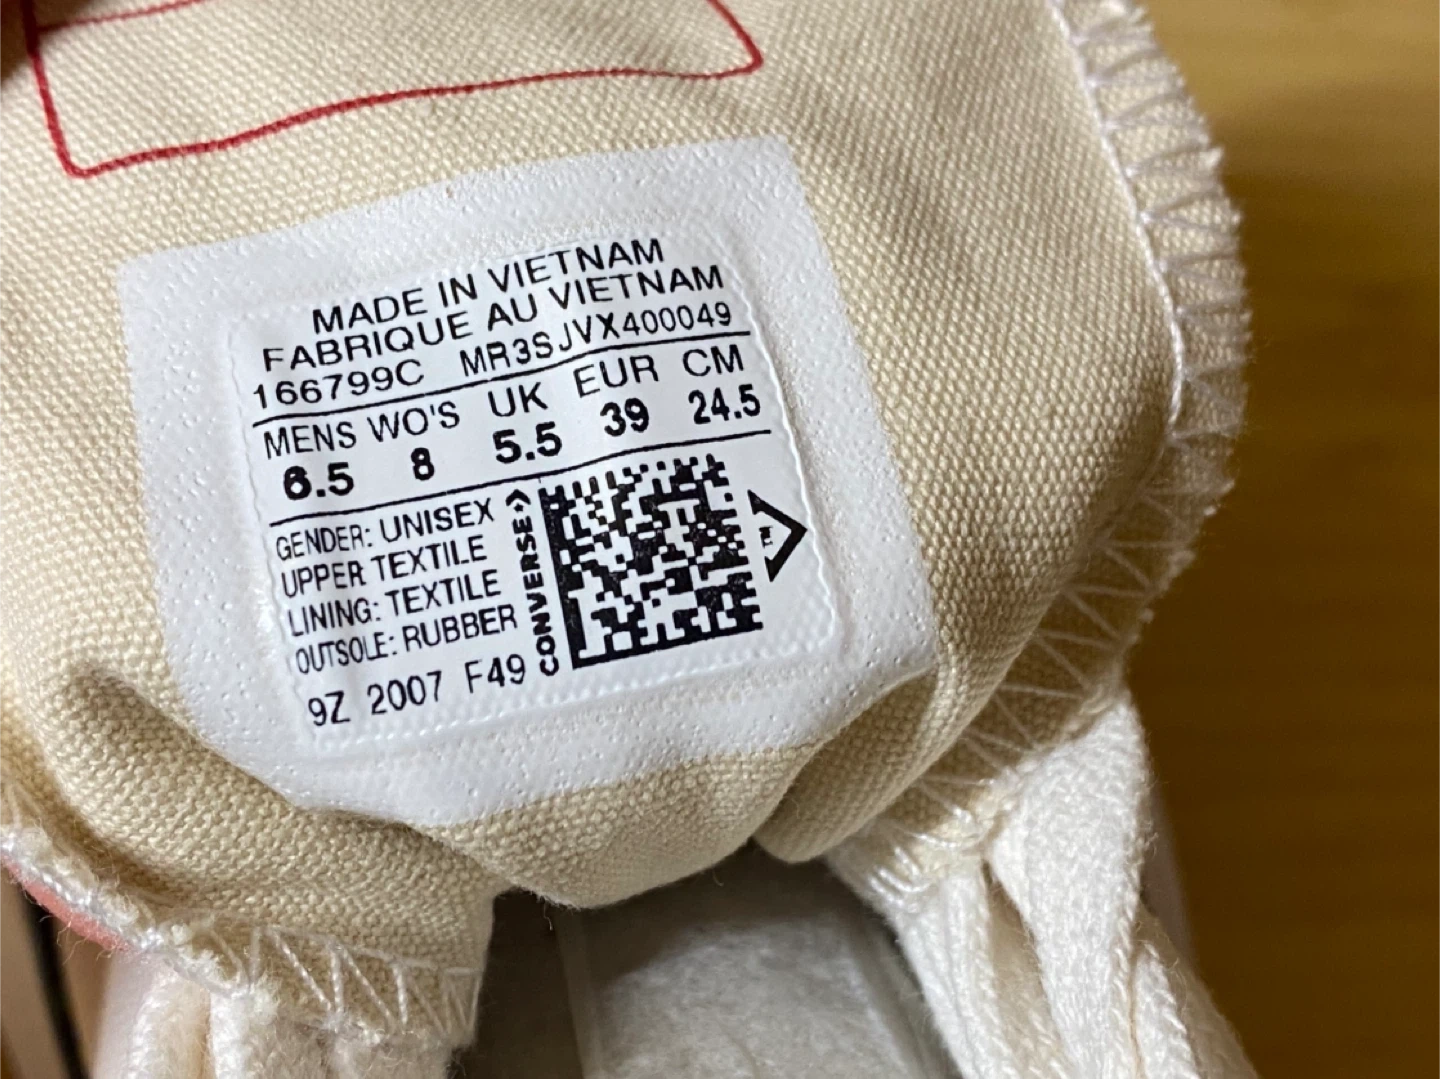 MADE IN VIETNAM
FABRIQUE AU VIETNAM
166799C MR3SJVX400049
MENS WO'S UK EUR CM
6.5 8 5.5 39 24.5
GENDER: UNISEX
UPPER TEXTILE
LINING: TEXTILE
OUTSOLE: RUBBER
9Z 2007 F49
CONVERSE